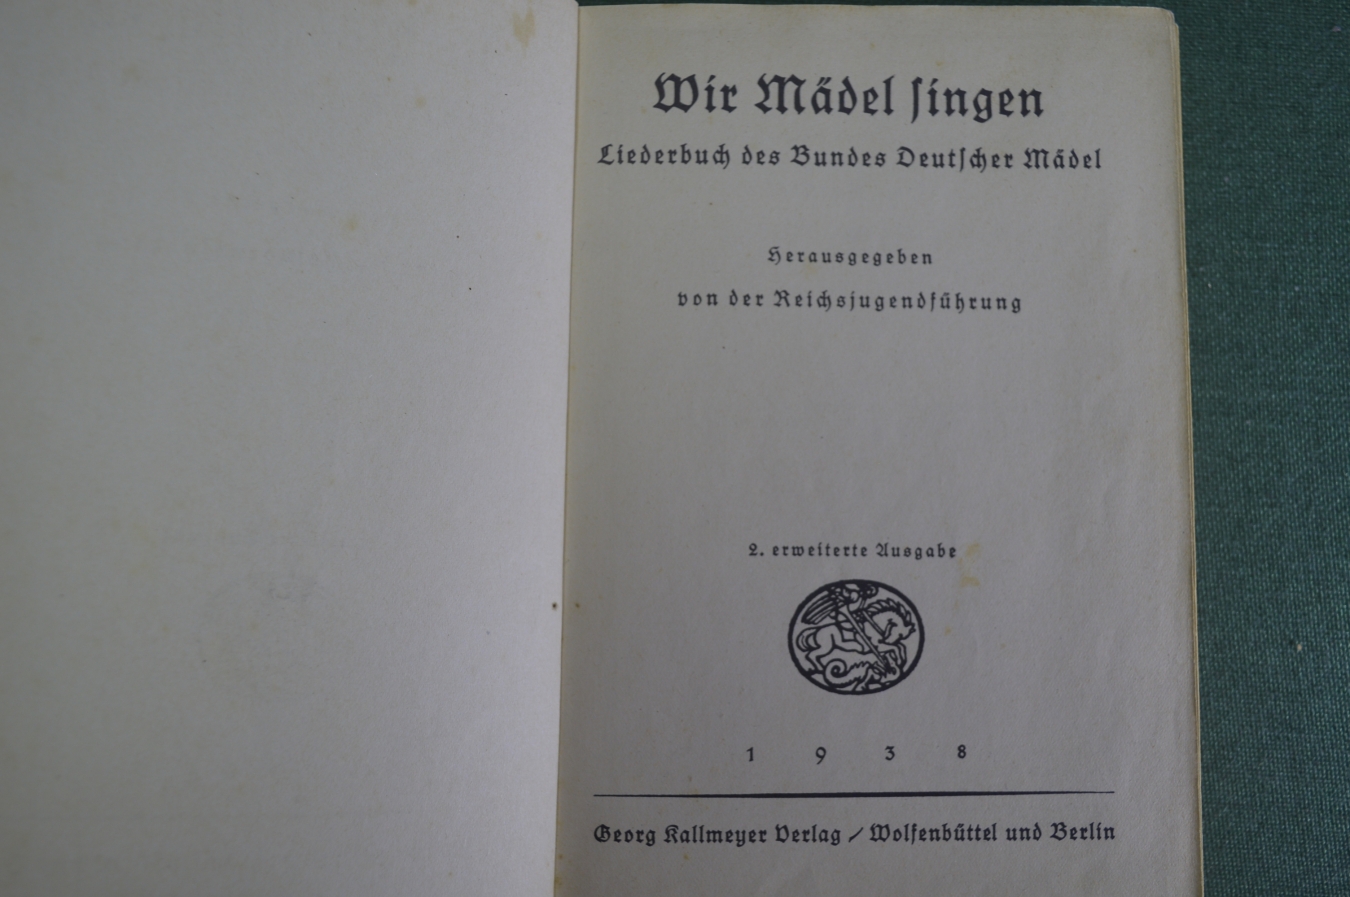 Wir Mädel ſingen
Liederbuch des Bundes Deutſcher Mädel
Herausgegeben
von der Reichsjugendführung
2. erweiterte Ausgabe
1 9 3 8
Georg Kallmeyer Verlag / Wolfenbüttel und Berlin